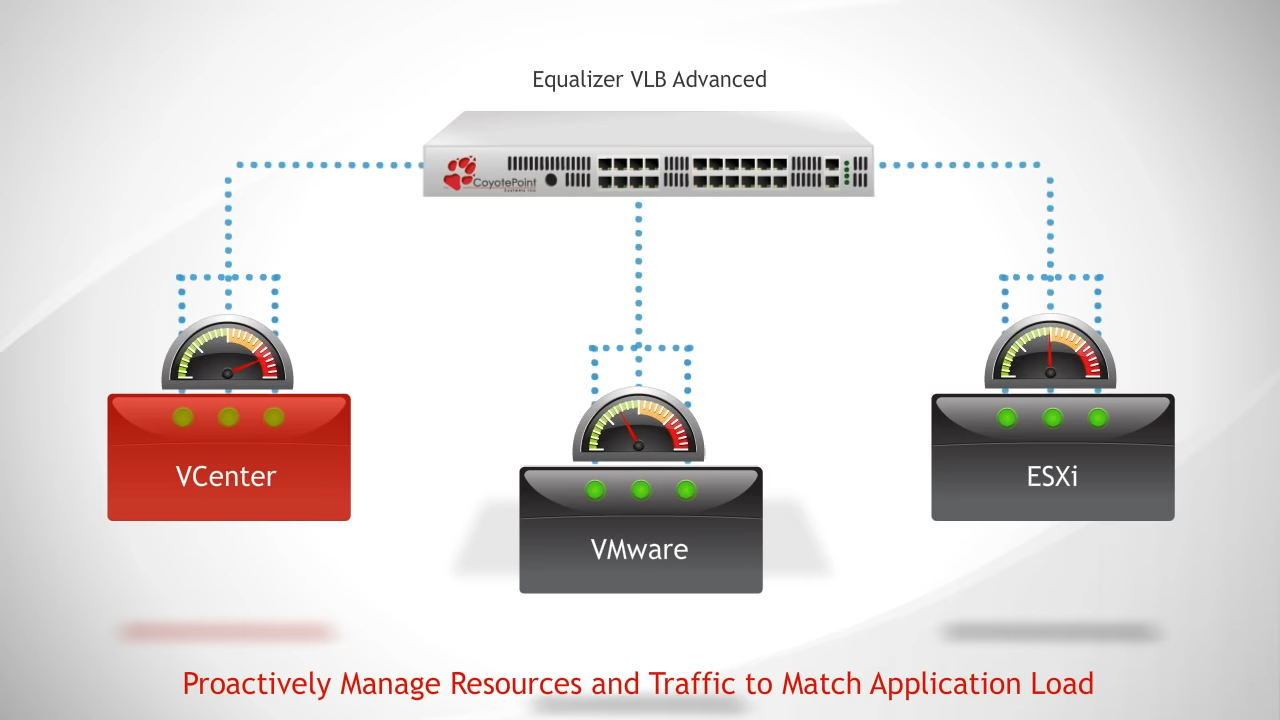 Equalizer VLB Advanced
CoyotePoint
VCenter
VMware
ESXi
Proactively Manage Resources and Traffic to Match Application Load